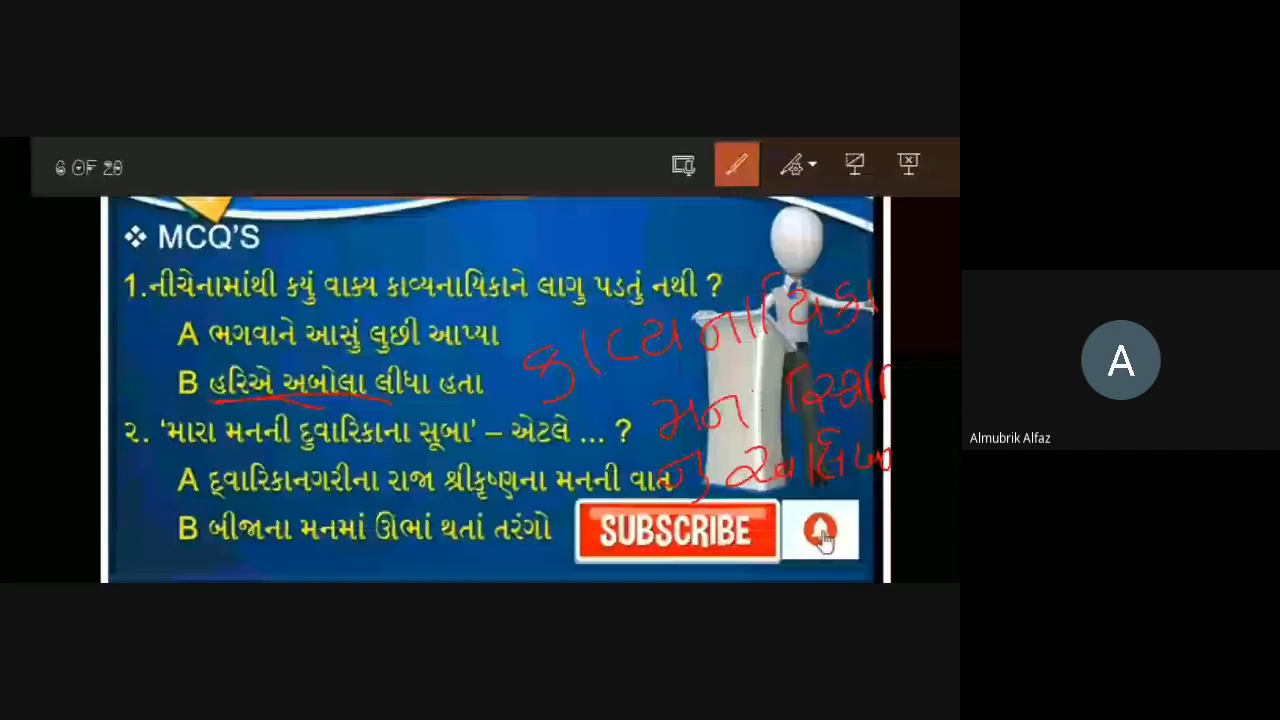 6 OF 20
❖ MCQ'S
1.નીચેનામાંથી કયું વાક્ય કાવ્યનાયિકાને લાગુ પડતું નથી ?
A ભગવાને આસું લુછી આપ્યા
B હરિએ અબોલા લીધા હતા
૨. 'મારા મનની દુવારિકાના સૂબા' – એટલે ... ?
A દ્વારિકાનગરીના રાજા શ્રીકૃષ્ણના મનની વાત
B બીજાના મનમાં ઊભાં થતાં તરંગો
કાવ્યનાયિકા
મન
SUBSCRIBE
A
Almubrik Alfaz